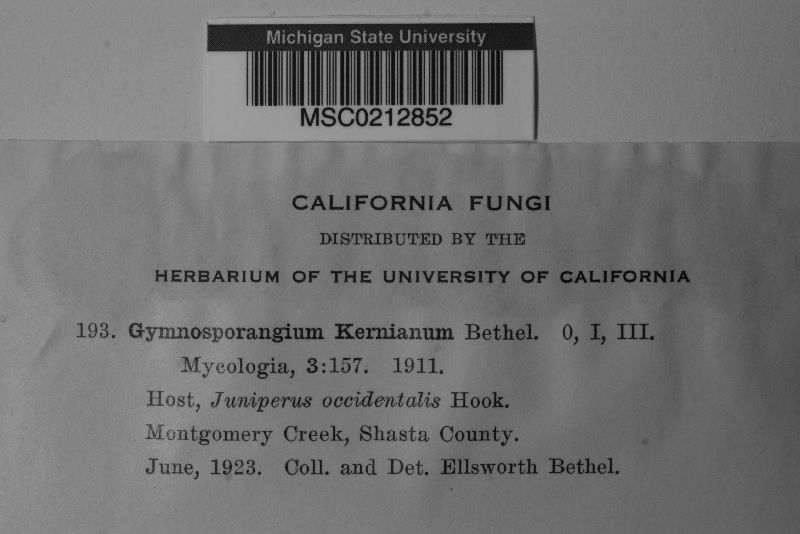 Michigan State University
MSC0212852
CALIFORNIA FUNGI
DISTRIBUTED BY THE
HERBARIUM OF THE UNIVERSITY OF CALIFORNIA
193. Gymnosporangium Kernianum Bethel. 0, I, III.
Mycologia, 3:157. 1911.
Host, Juniperus occidentalis Hook.
Montgomery Creek, Shasta County.
June, 1923. Coll. and Det. Ellsworth Bethel.